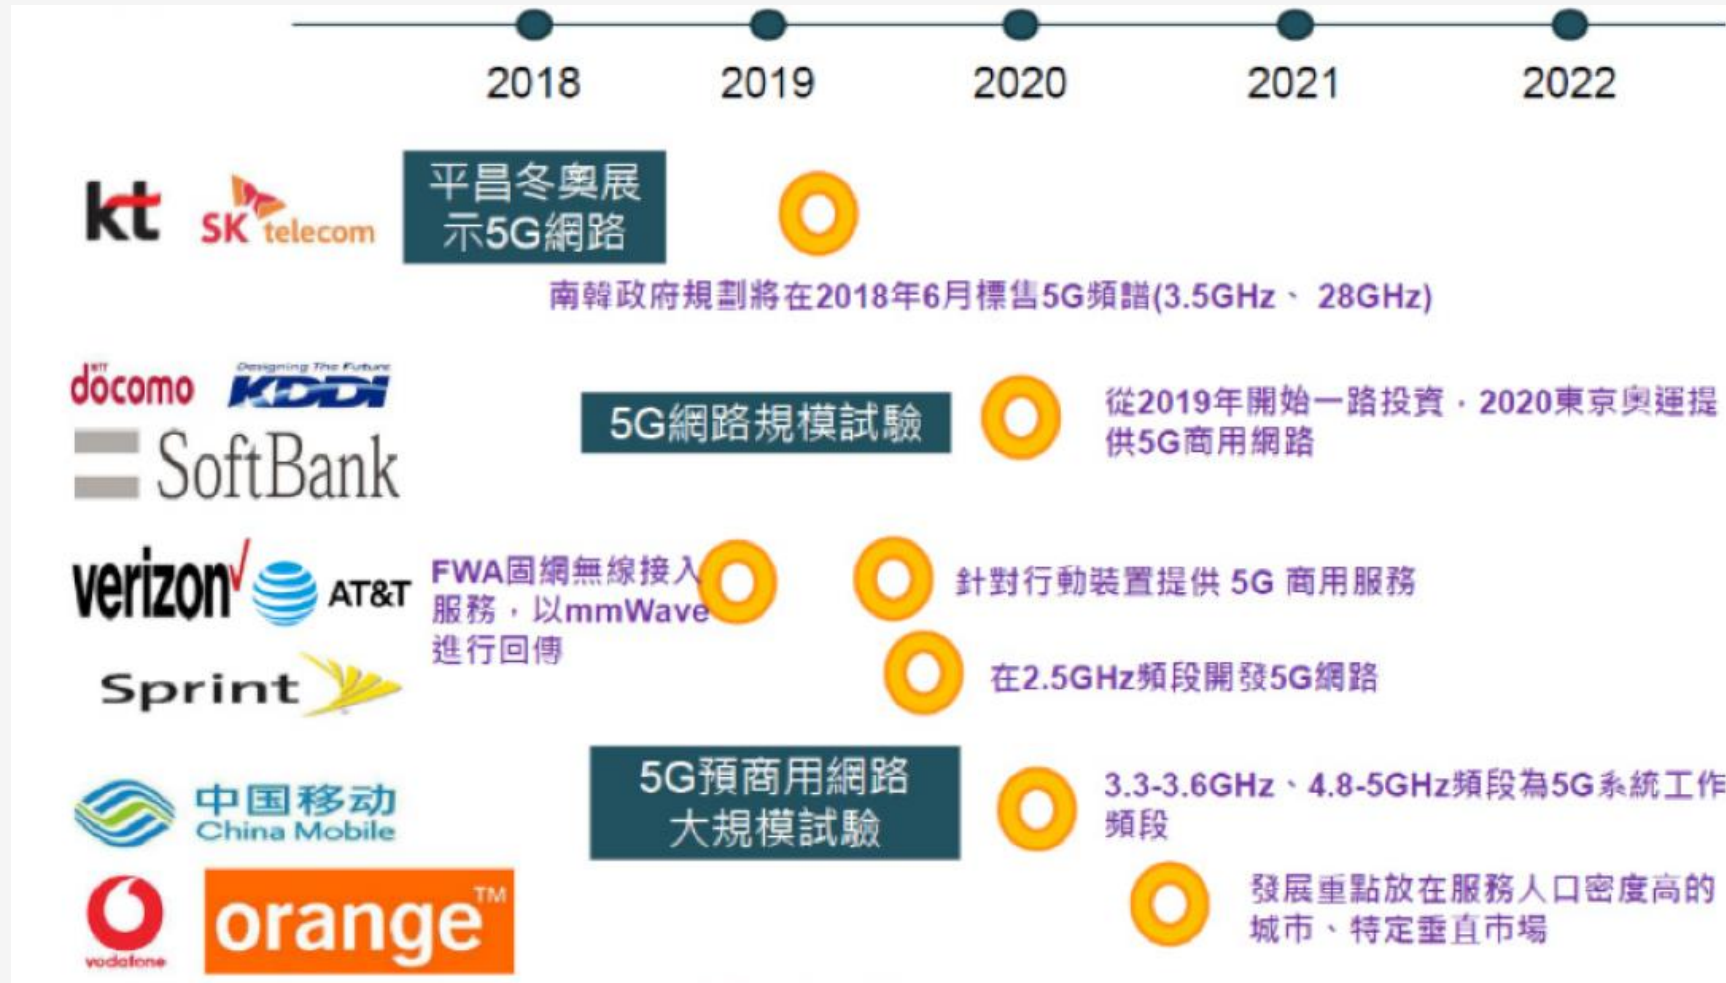 2018 2019 2020 2021 2022
kt SK telecom
平昌冬奧展
示5G網路
南韓政府規劃將在2018年6月標售5G頻譜(3.5GHz、 28GHz)
NTT
docomo
Designing The Future
KDDI
SoftBank
5G網路規模試驗
從2019年開始一路投資，2020東京奧運提
供5G商用網路
verizon AT&T
FWA固網無線接入
服務，以mmWave
進行回傳
針對行動裝置提供 5G 商用服務
Sprint
在2.5GHz頻段開發5G網路
中国移动
China Mobile
5G預商用網路
大規模試驗
3.3-3.6GHz、4.8-5GHz頻段為5G系統工作
頻段
vodafone
orange™
發展重點放在服務人口密度高的
城市、特定垂直市場